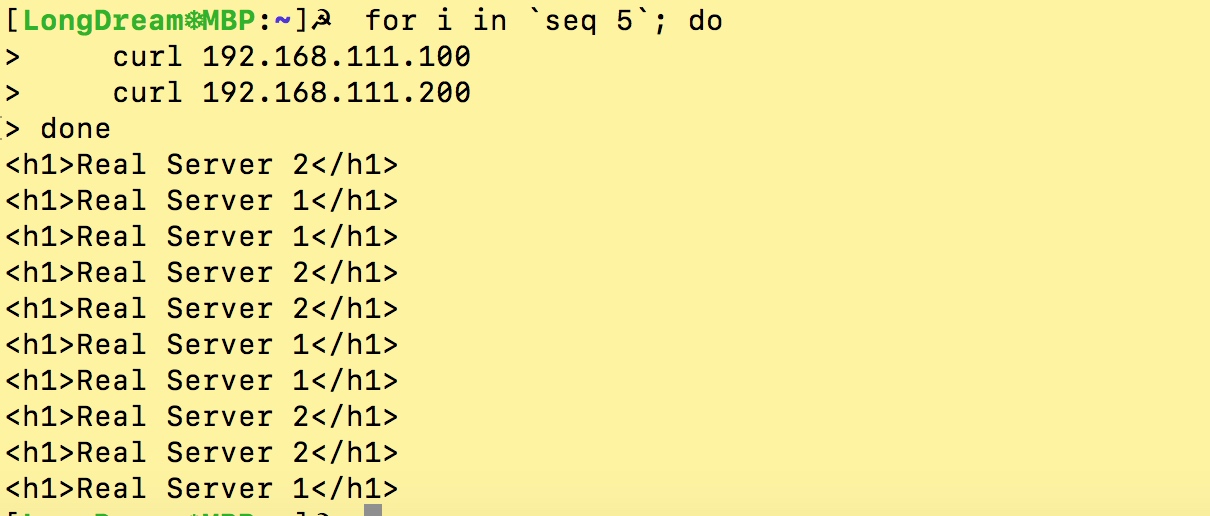 [LongDream❄MBP:~]☭  for i in `seq 5`; do
>     curl 192.168.111.100
>     curl 192.168.111.200
> done
<h1>Real Server 2</h1>
<h1>Real Server 1</h1>
<h1>Real Server 1</h1>
<h1>Real Server 2</h1>
<h1>Real Server 2</h1>
<h1>Real Server 1</h1>
<h1>Real Server 1</h1>
<h1>Real Server 2</h1>
<h1>Real Server 2</h1>
<h1>Real Server 1</h1>